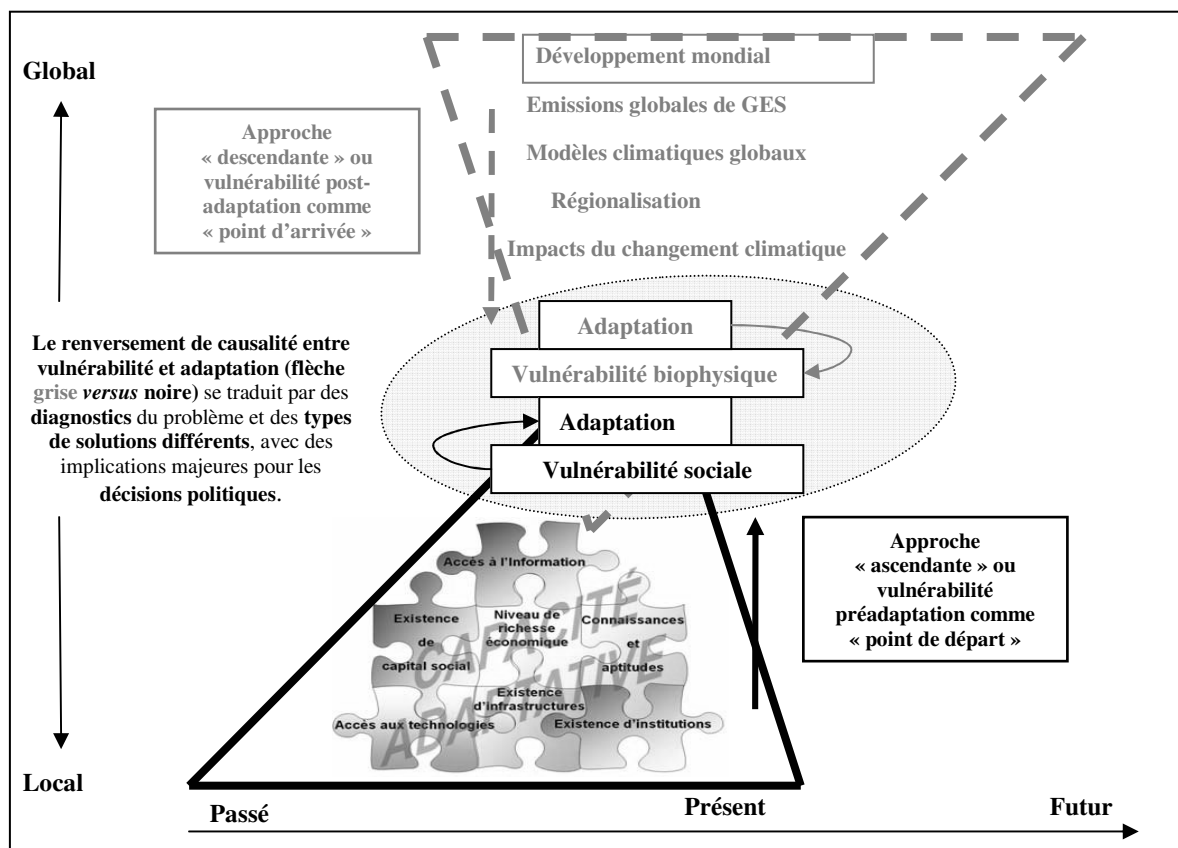 Développement mondial
Global
Emissions globales de GES
Approche
« descendante » ou
vulnérabilité post-
adaptation comme
« point d'arrivée »
Modèles climatiques globaux
Régionalisation
Impacts du changement climatique
Adaptation
Vulnérabilité biophysique
Adaptation
Vulnérabilité sociale
Le renversement de causalité entre
vulnérabilité et adaptation (flèche
grise versus noire) se traduit par des
diagnostics du problème et des types
de solutions différents, avec des
implications majeures pour les
décisions politiques.
Approche
« ascendante » ou
vulnérabilité
préadaptation comme
« point de départ »
Accès à l'Information
Existence
de
capital social
Niveau de
richesse
économique
Connaissances
et
aptitudes
CAPACITÉ
ADAPTATIVE
Accès aux technologies
Existence
d'infrastructures
Existence d'institutions
Local
Passé
Présent
Futur